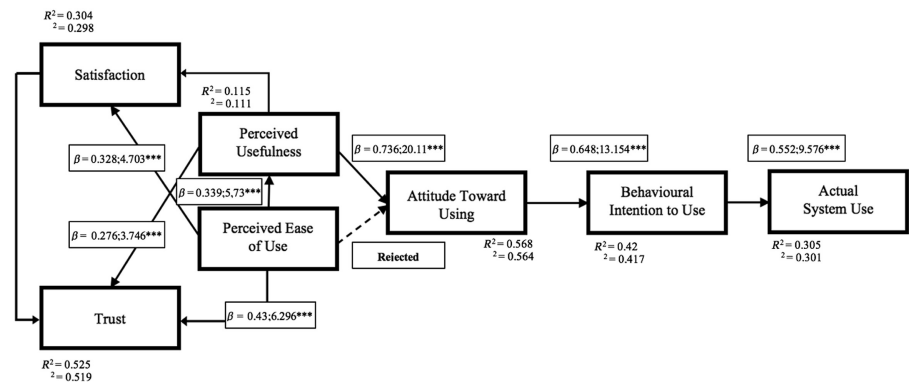 R² = 0.304
² = 0.298
Satisfaction
R² = 0.115
² = 0.111
Perceived
Usefulness
β = 0.736;20.11***
β = 0.648;13.154***
β = 0.552;9.576***
β = 0.328;4.703***
β = 0.339;5,73***
Attitude Toward
Using
Behavioural
Intention to Use
Actual
System Use
Perceived Ease
of Use
β = 0.276;3.746***
Rejected
R² = 0.568
² = 0.564
R² = 0.42
² = 0.417
R² = 0.305
² = 0.301
Trust
β = 0.43;6.296***
R² = 0.525
² = 0.519